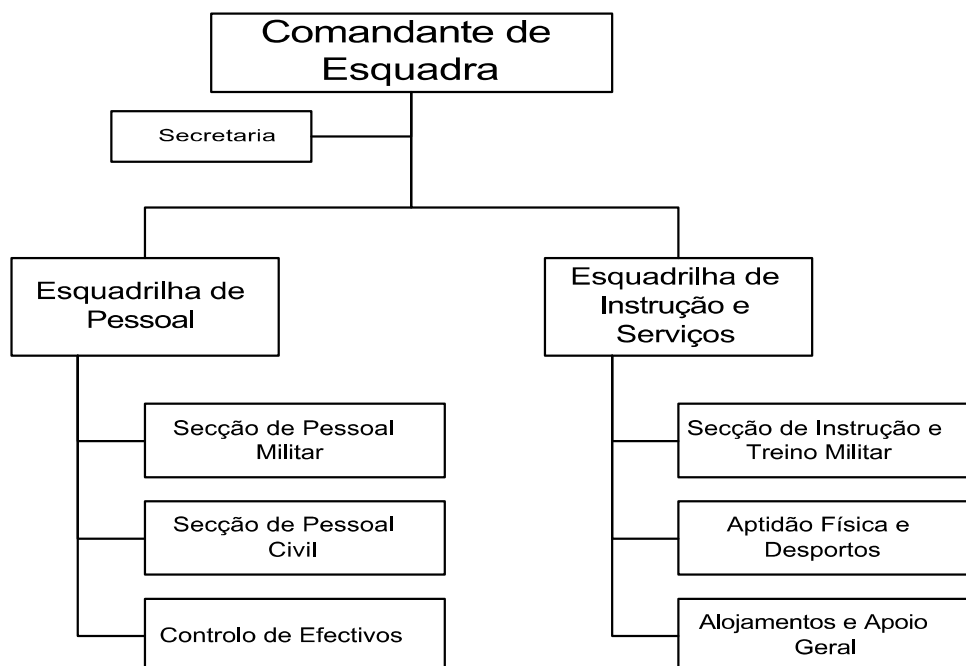 Comandante de
Esquadra
Secretaria
Esquadrilha de
Pessoal
Esquadrilha de
Instrução e
Serviços
Secção de Pessoal
Militar
Secção de Pessoal
Civil
Controlo de Efectivos
Secção de Instrução e
Treino Militar
Aptidão Física e
Desportos
Alojamentos e Apoio
Geral